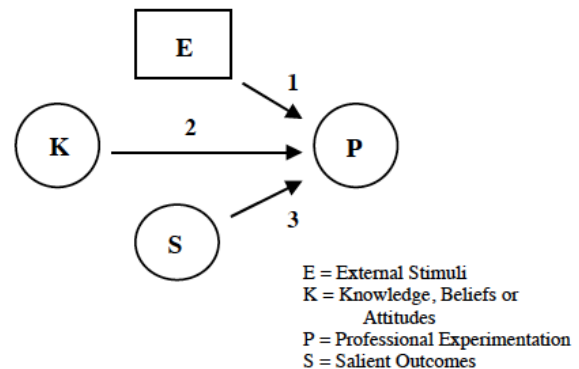 E
1
2
K
P
S
3
E = External Stimuli
K = Knowledge, Beliefs or
Attitudes
P = Professional Experimentation
S = Salient Outcomes